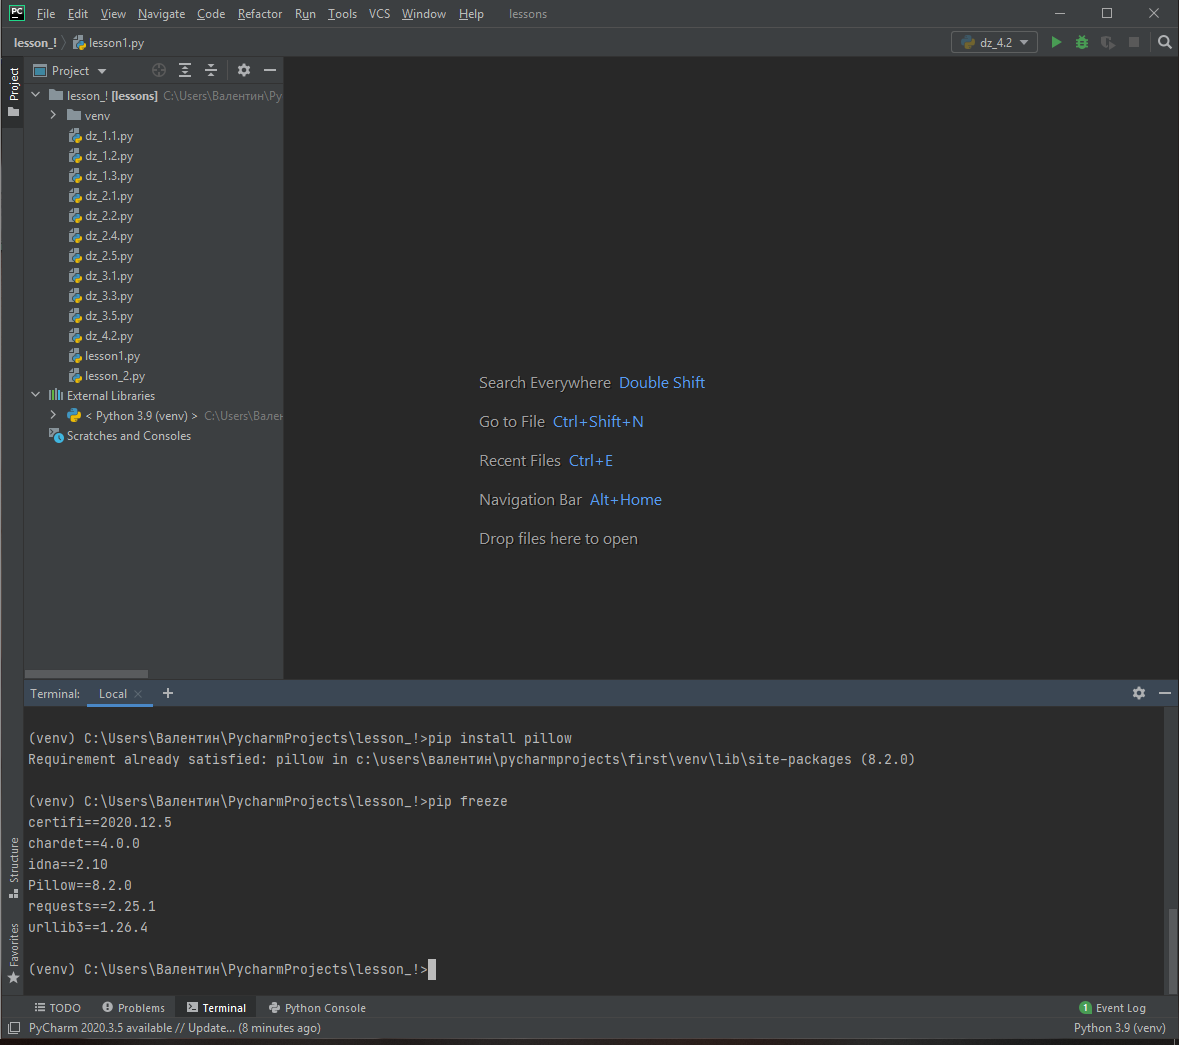 PC File Edit View Navigate Code Refactor Run Tools VCS Window Help lessons
lesson_! lesson1.py dz_4.2
Project
Project
lesson_! [lessons] C:\Users\Валентин\Py
venv
dz_1.1.py
dz_1.2.py
dz_1.3.py
dz_2.1.py
dz_2.2.py
dz_2.4.py
dz_2.5.py
dz_3.1.py
dz_3.3.py
dz_3.5.py
dz_4.2.py
lesson1.py
lesson_2.py
External Libraries
< Python 3.9 (venv) > C:\Users\Вален
Scratches and Consoles
Search Everywhere Double Shift
Go to File Ctrl+Shift+N
Recent Files Ctrl+E
Navigation Bar Alt+Home
Drop files here to open
Terminal: Local
(venv) C:\Users\Валентин\PycharmProjects\lesson_!>pip install pillow
Requirement already satisfied: pillow in c:\users\валентин\pycharmprojects\first\venv\lib\site-packages (8.2.0)
(venv) C:\Users\Валентин\PycharmProjects\lesson_!>pip freeze
certifi==2020.12.5
chardet==4.0.0
idna==2.10
Pillow==8.2.0
requests==2.25.1
urllib3==1.26.4
(venv) C:\Users\Валентин\PycharmProjects\lesson_!>
Structure
Favorites
TODO Problems Terminal Python Console 1 Event Log
PyCharm 2020.3.5 available // Update... (8 minutes ago) Python 3.9 (venv)